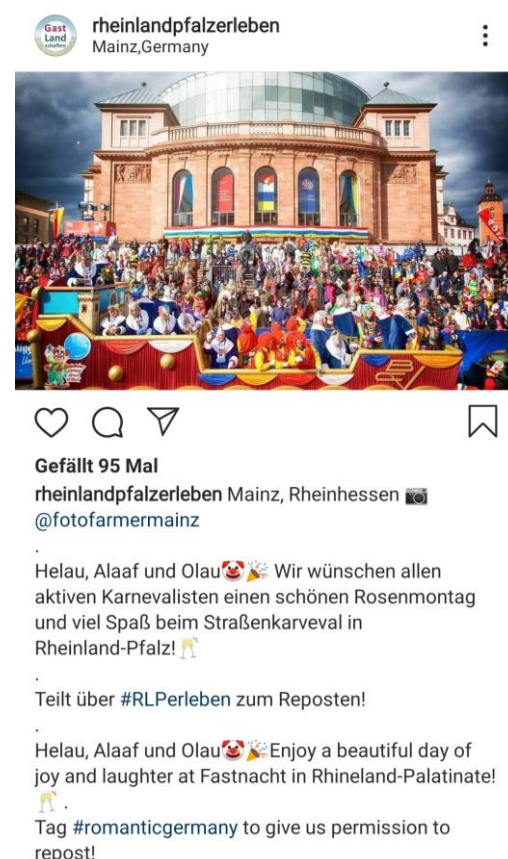 Gast
Land
schaften
rheinlandpfalzerleben
Mainz,Germany
Gefällt 95 Mal
rheinlandpfalzerleben Mainz, Rheinhessen 📷
@fotofarmermainz
.
Helau, Alaaf und Olau🤡🎉 Wir wünschen allen
aktiven Karnevalisten einen schönen Rosenmontag
und viel Spaß beim Straßenkarveval in
Rheinland-Pfalz!🥂
.
Teilt über #RLPerleben zum Reposten!
.
Helau, Alaaf und Olau🤡🎉Enjoy a beautiful day of
joy and laughter at Fastnacht in Rhineland-Palatinate!
🥂 .
Tag #romanticgermany to give us permission to
repost!